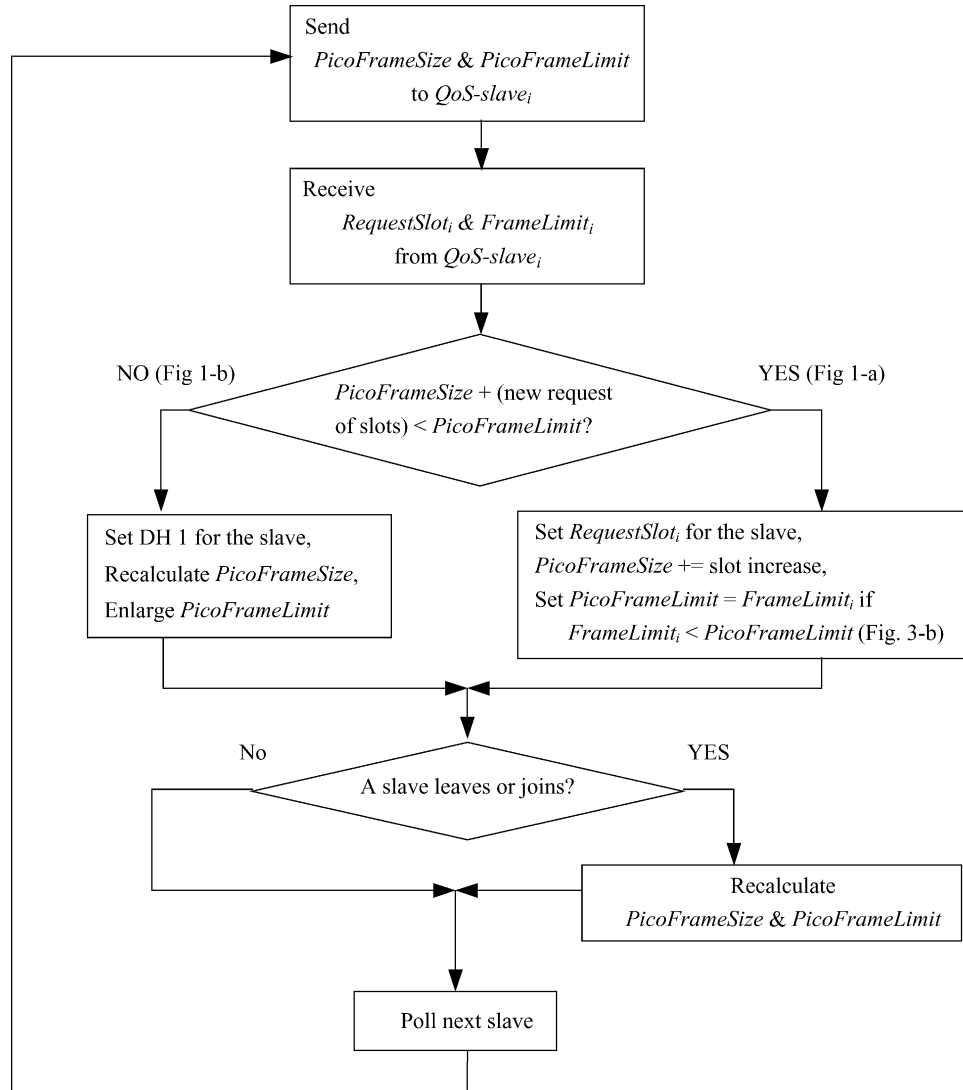 Send
PicoFrameSize & PicoFrameLimit
to QoS-slaveᵢ
Receive
RequestSlotᵢ & FrameLimitᵢ
from QoS-slaveᵢ
NO (Fig 1-b)
YES (Fig 1-a)
PicoFrameSize + (new request
of slots) < PicoFrameLimit?
Set DH 1 for the slave,
Recalculate PicoFrameSize,
Enlarge PicoFrameLimit
Set RequestSlotᵢ for the slave,
PicoFrameSize += slot increase,
Set PicoFrameLimit = FrameLimitᵢ if
FrameLimitᵢ < PicoFrameLimit (Fig. 3-b)
No
YES
A slave leaves or joins?
Recalculate
PicoFrameSize & PicoFrameLimit
Poll next slave